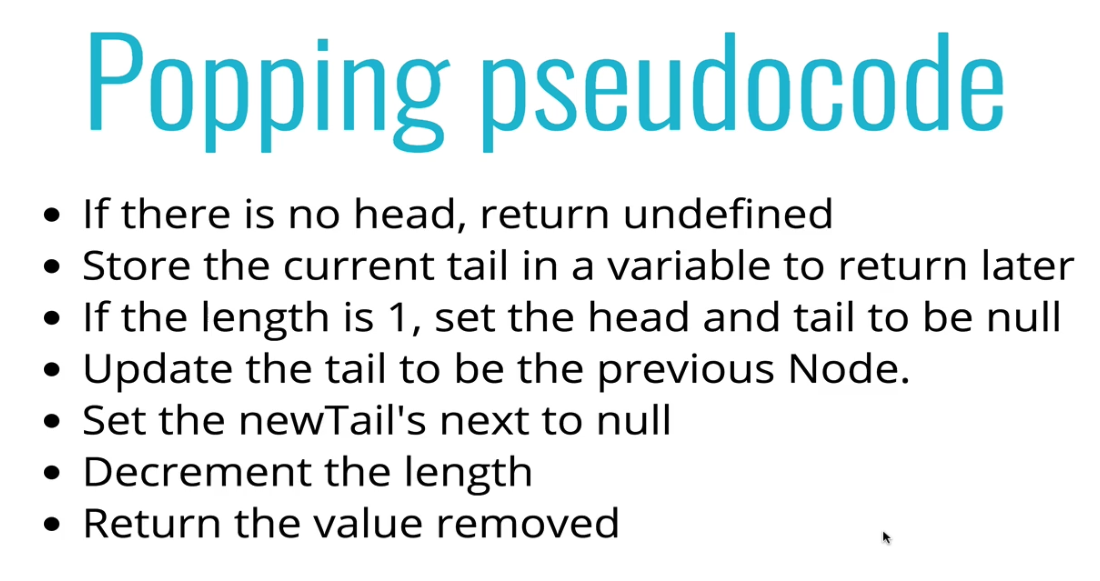 Popping pseudocode
• If there is no head, return undefined
• Store the current tail in a variable to return later
• If the length is 1, set the head and tail to be null
• Update the tail to be the previous Node.
• Set the newTail's next to null
• Decrement the length
• Return the value removed